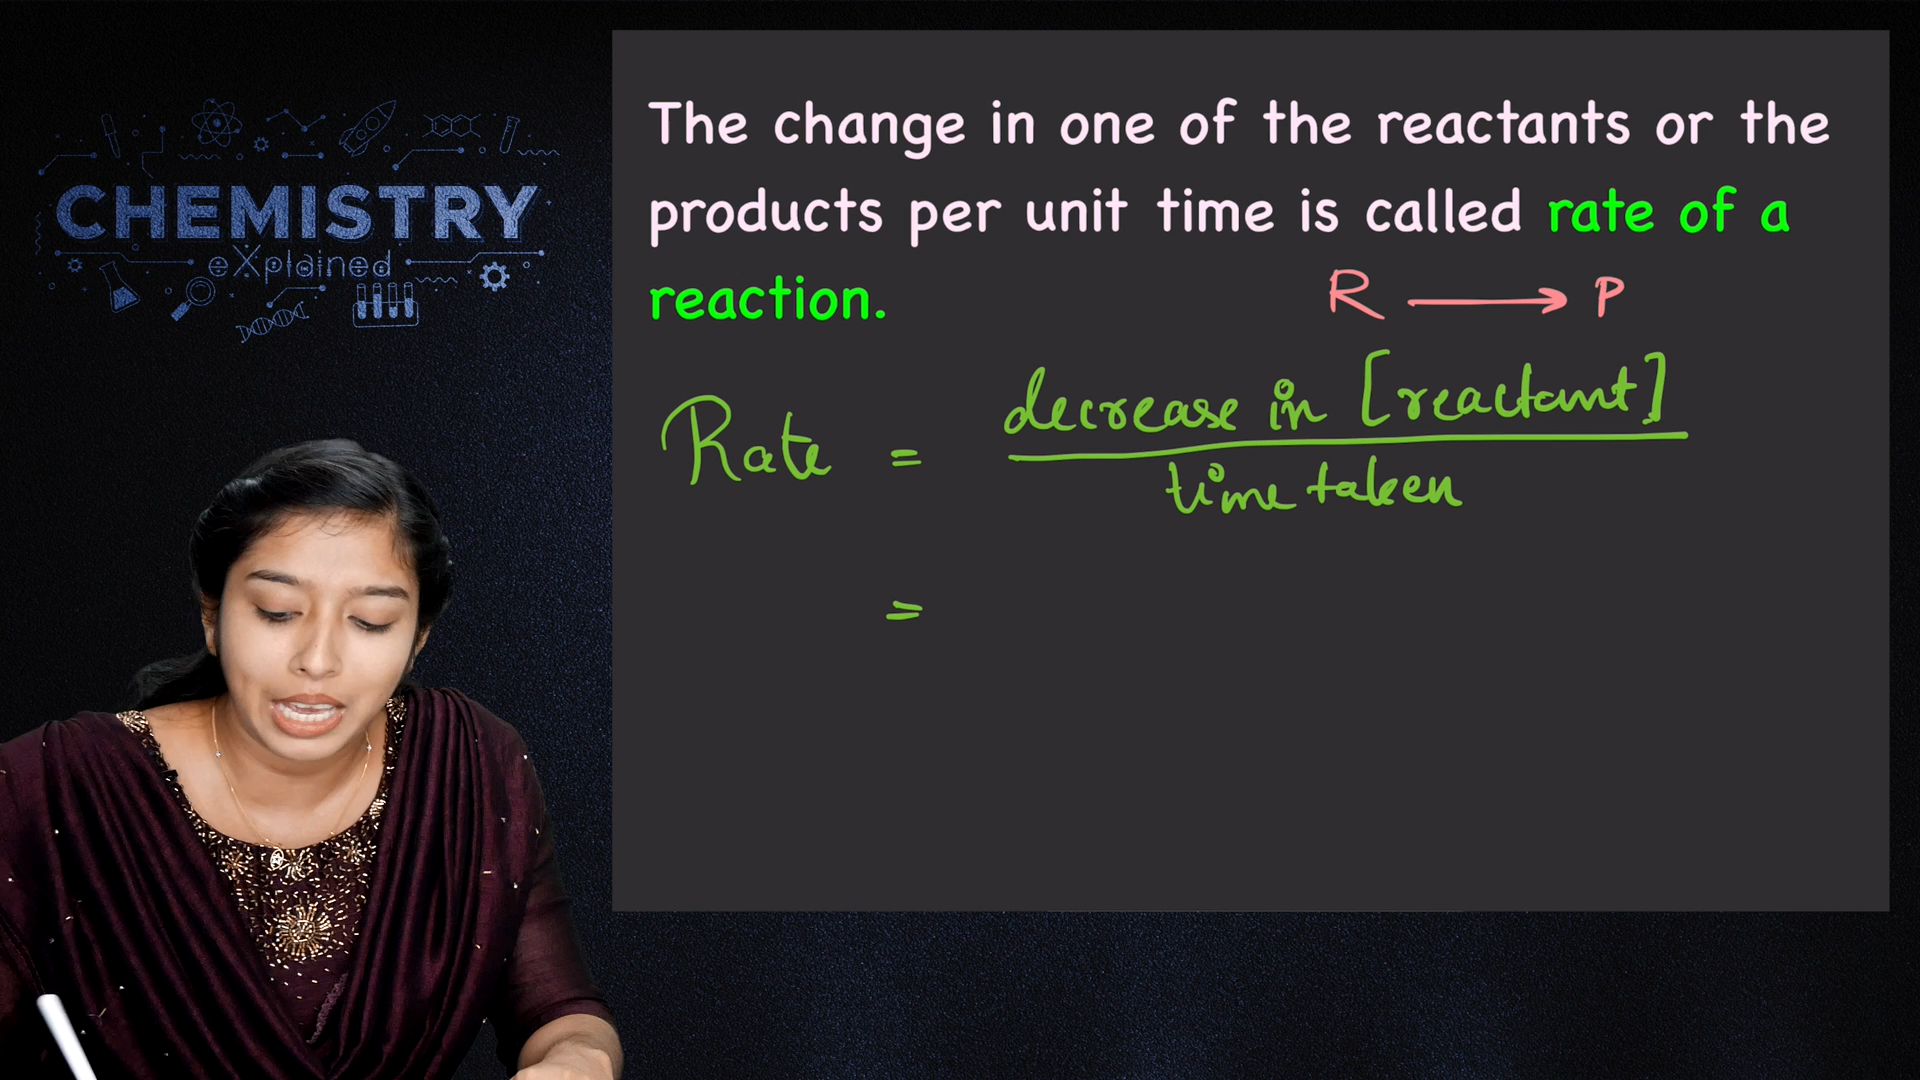 CHEMISTRY
eXplained
The change in one of the reactants or the
products per unit time is called rate of a
reaction.
R ⟶ P
Rate = decrease in [reactant]
time taken
=